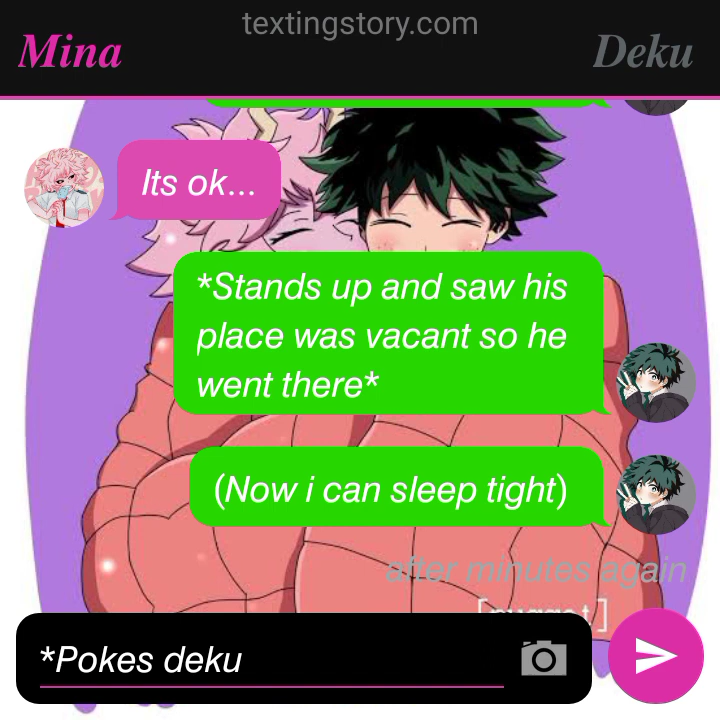 textingstory.com
Mina
Deku
Its ok...
*Stands up and saw his
place was vacant so he
went there*
(Now i can sleep tight)
after minutes again
*Pokes deku